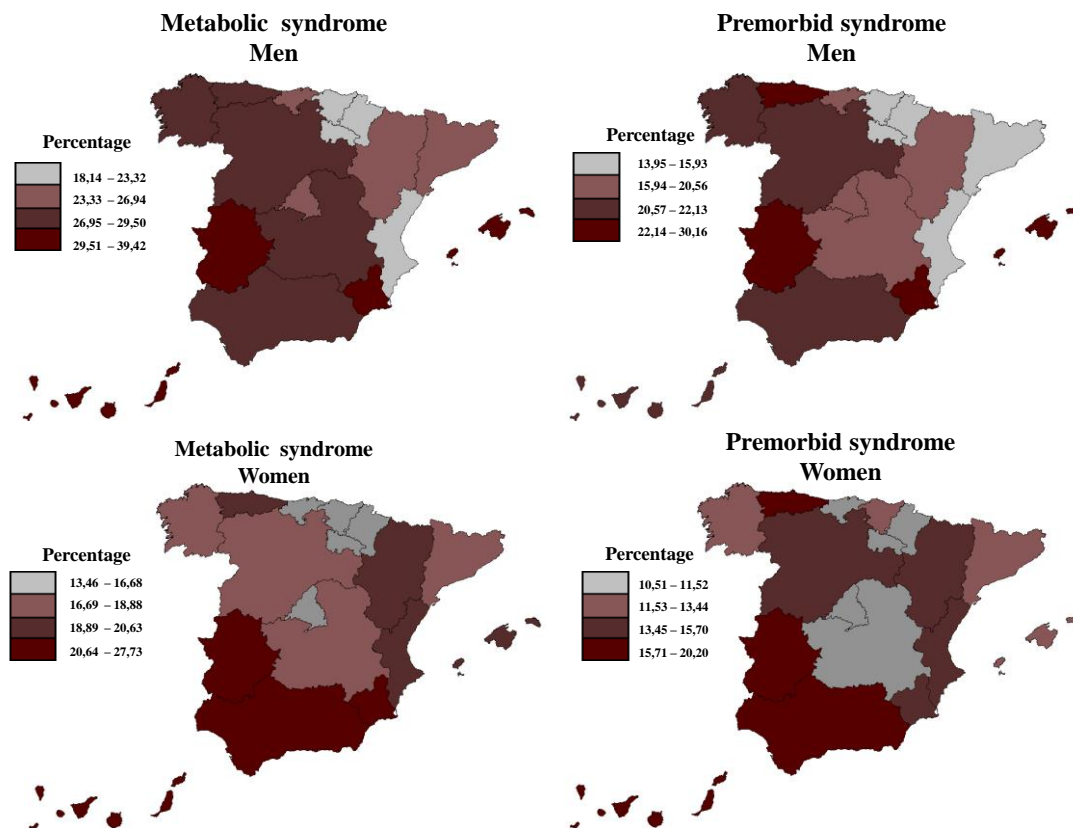 Metabolic syndrome
Men
Percentage
18,14 – 23,32
23,33 – 26,94
26,95 – 29,50
29,51 – 39,42
Premorbid syndrome
Men
Percentage
13,95 – 15,93
15,94 – 20,56
20,57 – 22,13
22,14 – 30,16
Metabolic syndrome
Women
Percentage
13,46 – 16,68
16,69 – 18,88
18,89 – 20,63
20,64 – 27,73
Premorbid syndrome
Women
Percentage
10,51 – 11,52
11,53 – 13,44
13,45 – 15,70
15,71 – 20,20